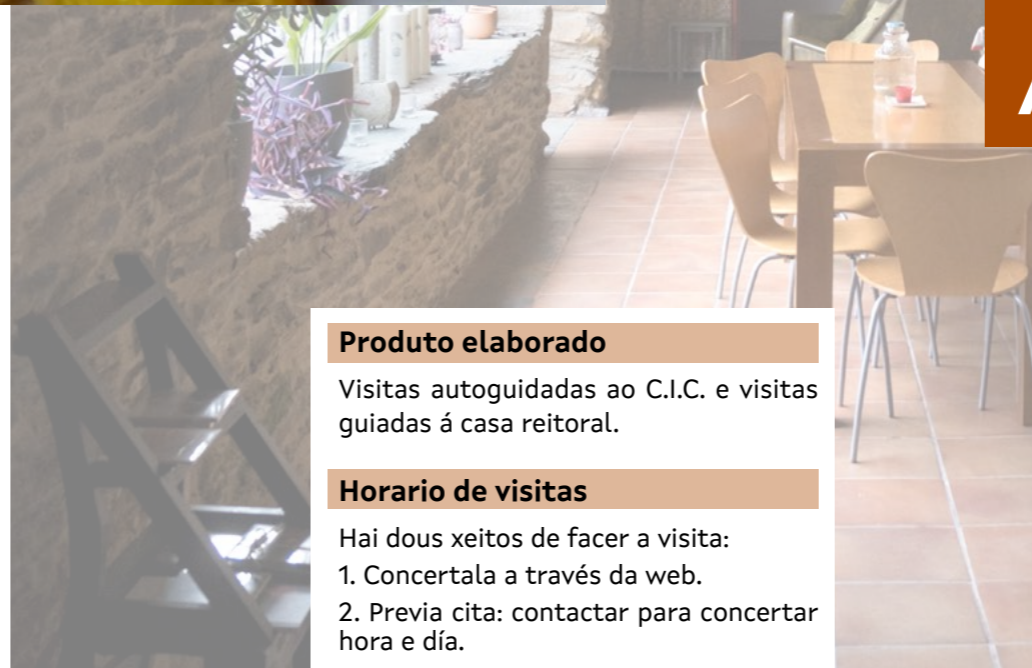 Produto elaborado
Visitas autoguidadas ao C.I.C. e visitas
guiadas á casa reitoral.
Horario de visitas
Hai dous xeitos de facer a visita:
1. Concertala a través da web.
2. Previa cita: contactar para concertar
hora e día.